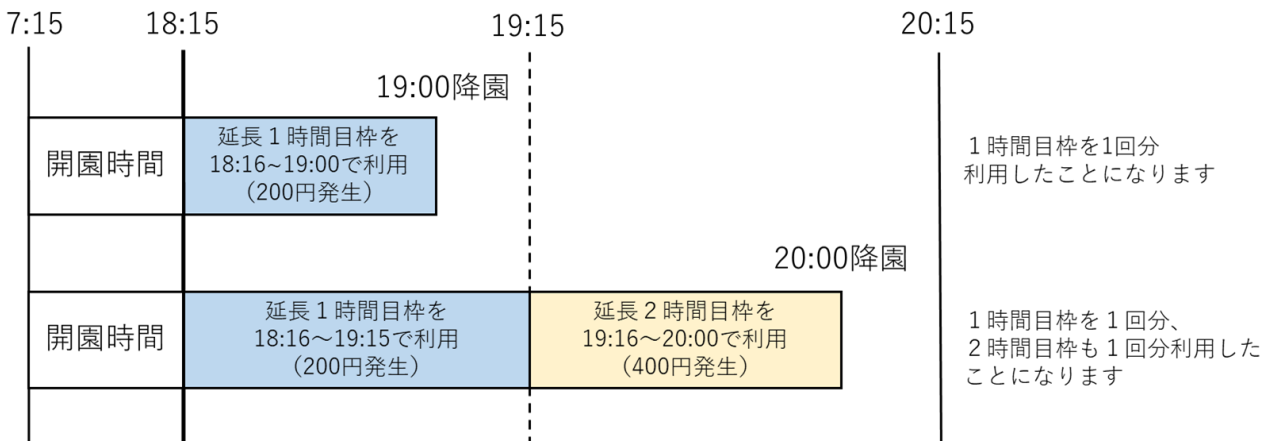 7:15
18:15
19:15
20:15
19:00降園
開園時間
延長１時間目枠を
18:16~19:00で利用
（200円発生）
１時間目枠を1回分
利用したことになります
20:00降園
開園時間
延長１時間目枠を
18:16～19:15で利用
（200円発生）
延長２時間目枠を
19:16～20:00で利用
（400円発生）
１時間目枠を１回分、
２時間目枠も１回分利用した
ことになります